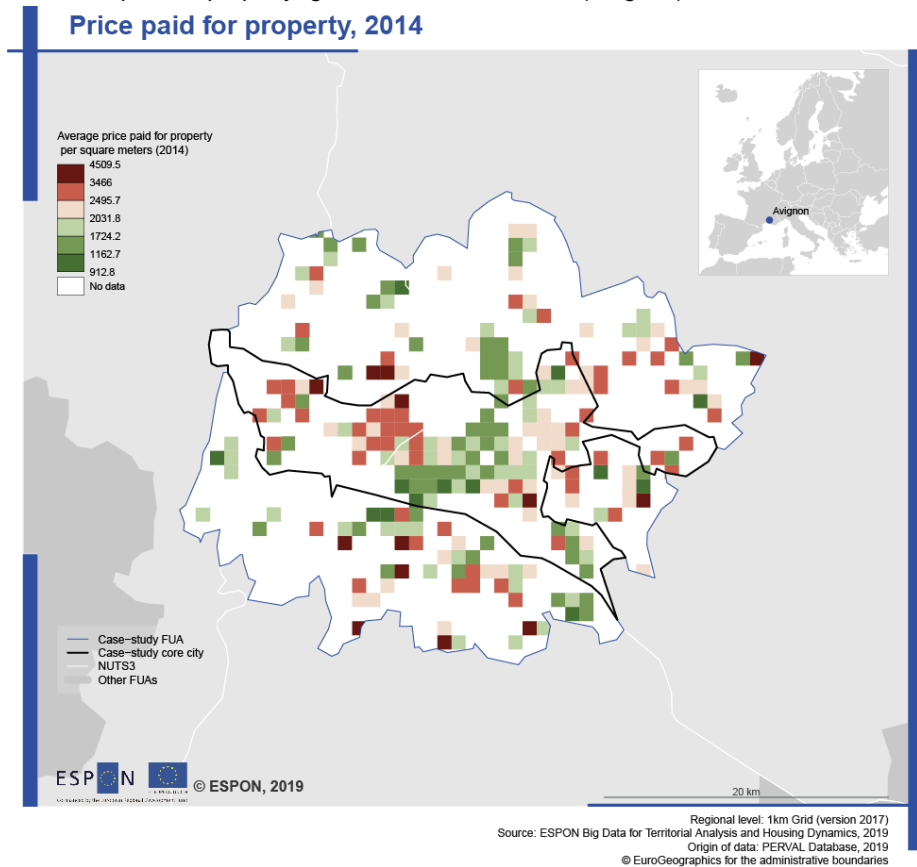 Price paid for property, 2014
Average price paid for property
per square meters (2014)
4509.5
3466
2495.7
2031.8
1724.2
1162.7
912.8
No data
Avignon
Case-study FUA
Case-study core city
NUTS3
Other FUAs
ESPON
© ESPON, 2019
20 km
Regional level: 1km Grid (version 2017)
Source: ESPON Big Data for Territorial Analysis and Housing Dynamics, 2019
Origin of data: PERVAL Database, 2019
© EuroGeographics for the administrative boundaries